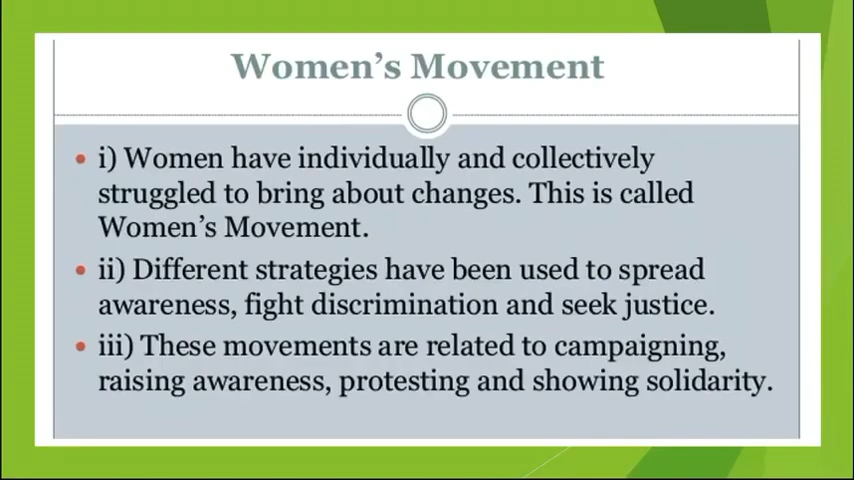 Women’s Movement
• i) Women have individually and collectively
struggled to bring about changes. This is called
Women’s Movement.
• ii) Different strategies have been used to spread
awareness, fight discrimination and seek justice.
• iii) These movements are related to campaigning,
raising awareness, protesting and showing solidarity.